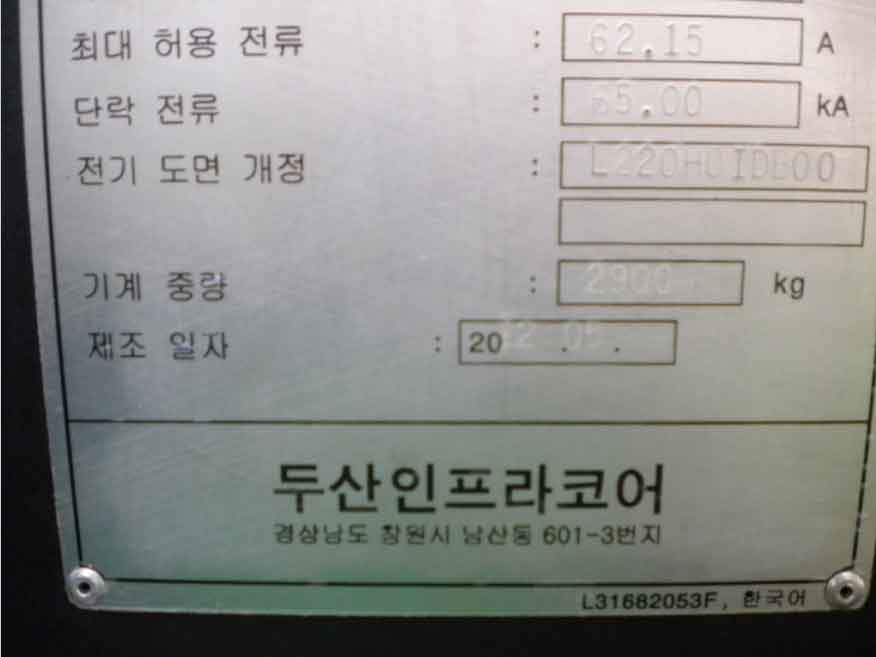 최대 허용 전류 : 62.15 A
단락 전류 : 65.00 kA
전기 도면 개정 : L220HUIDB00
기계 중량 : 2900 kg
제조 일자 : 2012 . 05 .
두산인프라코어
경상남도 창원시 남산동 601-3번지
L31682053F, 한국어